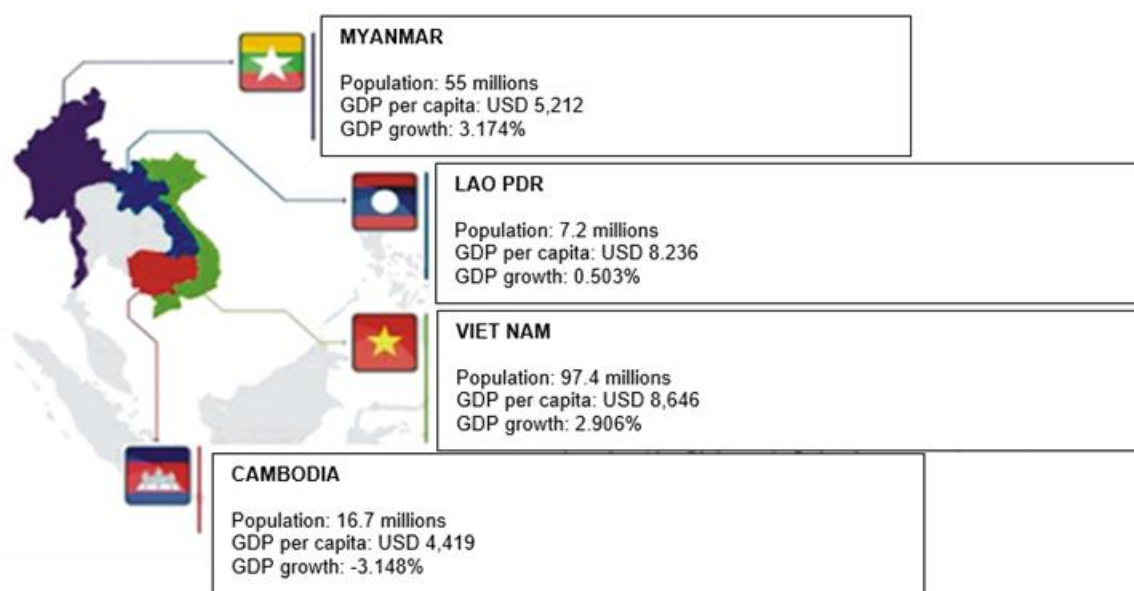 MYANMAR
Population: 55 millions
GDP per capita: USD 5,212
GDP growth: 3.174%
LAO PDR
Population: 7.2 millions
GDP per capita: USD 8.236
GDP growth: 0.503%
VIET NAM
Population: 97.4 millions
GDP per capita: USD 8,646
GDP growth: 2.906%
CAMBODIA
Population: 16.7 millions
GDP per capita: USD 4,419
GDP growth: -3.148%